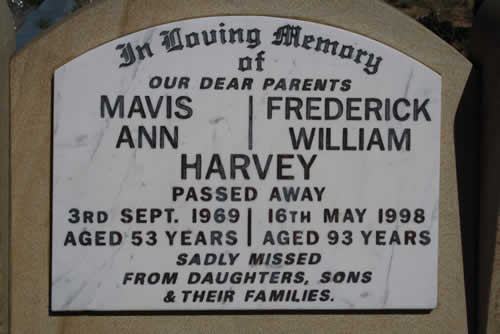 In Loving Memory
of
OUR DEAR PARENTS
MAVIS | FREDERICK
ANN | WILLIAM
HARVEY
PASSED AWAY
3RD SEPT. 1969 | 16TH MAY 1998
AGED 53 YEARS | AGED 93 YEARS
SADLY MISSED
FROM DAUGHTERS, SONS
& THEIR FAMILIES.